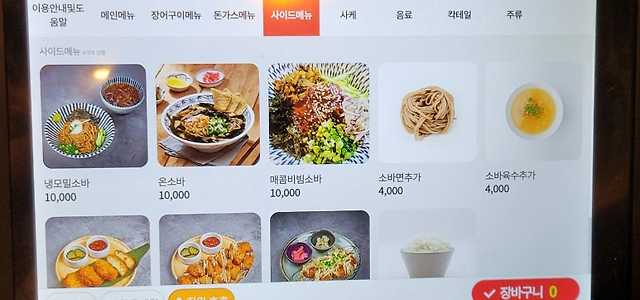 이용안내및도
움말
메인메뉴
장어구이메뉴
돈가스메뉴
사이드메뉴
사케
음료
칵테일
주류
사이드메뉴
냉모밀소바
10,000
온소바
10,000
매콤비빔소바
10,000
소바면추가
4,000
소바육수추가
4,000
장바구니 0